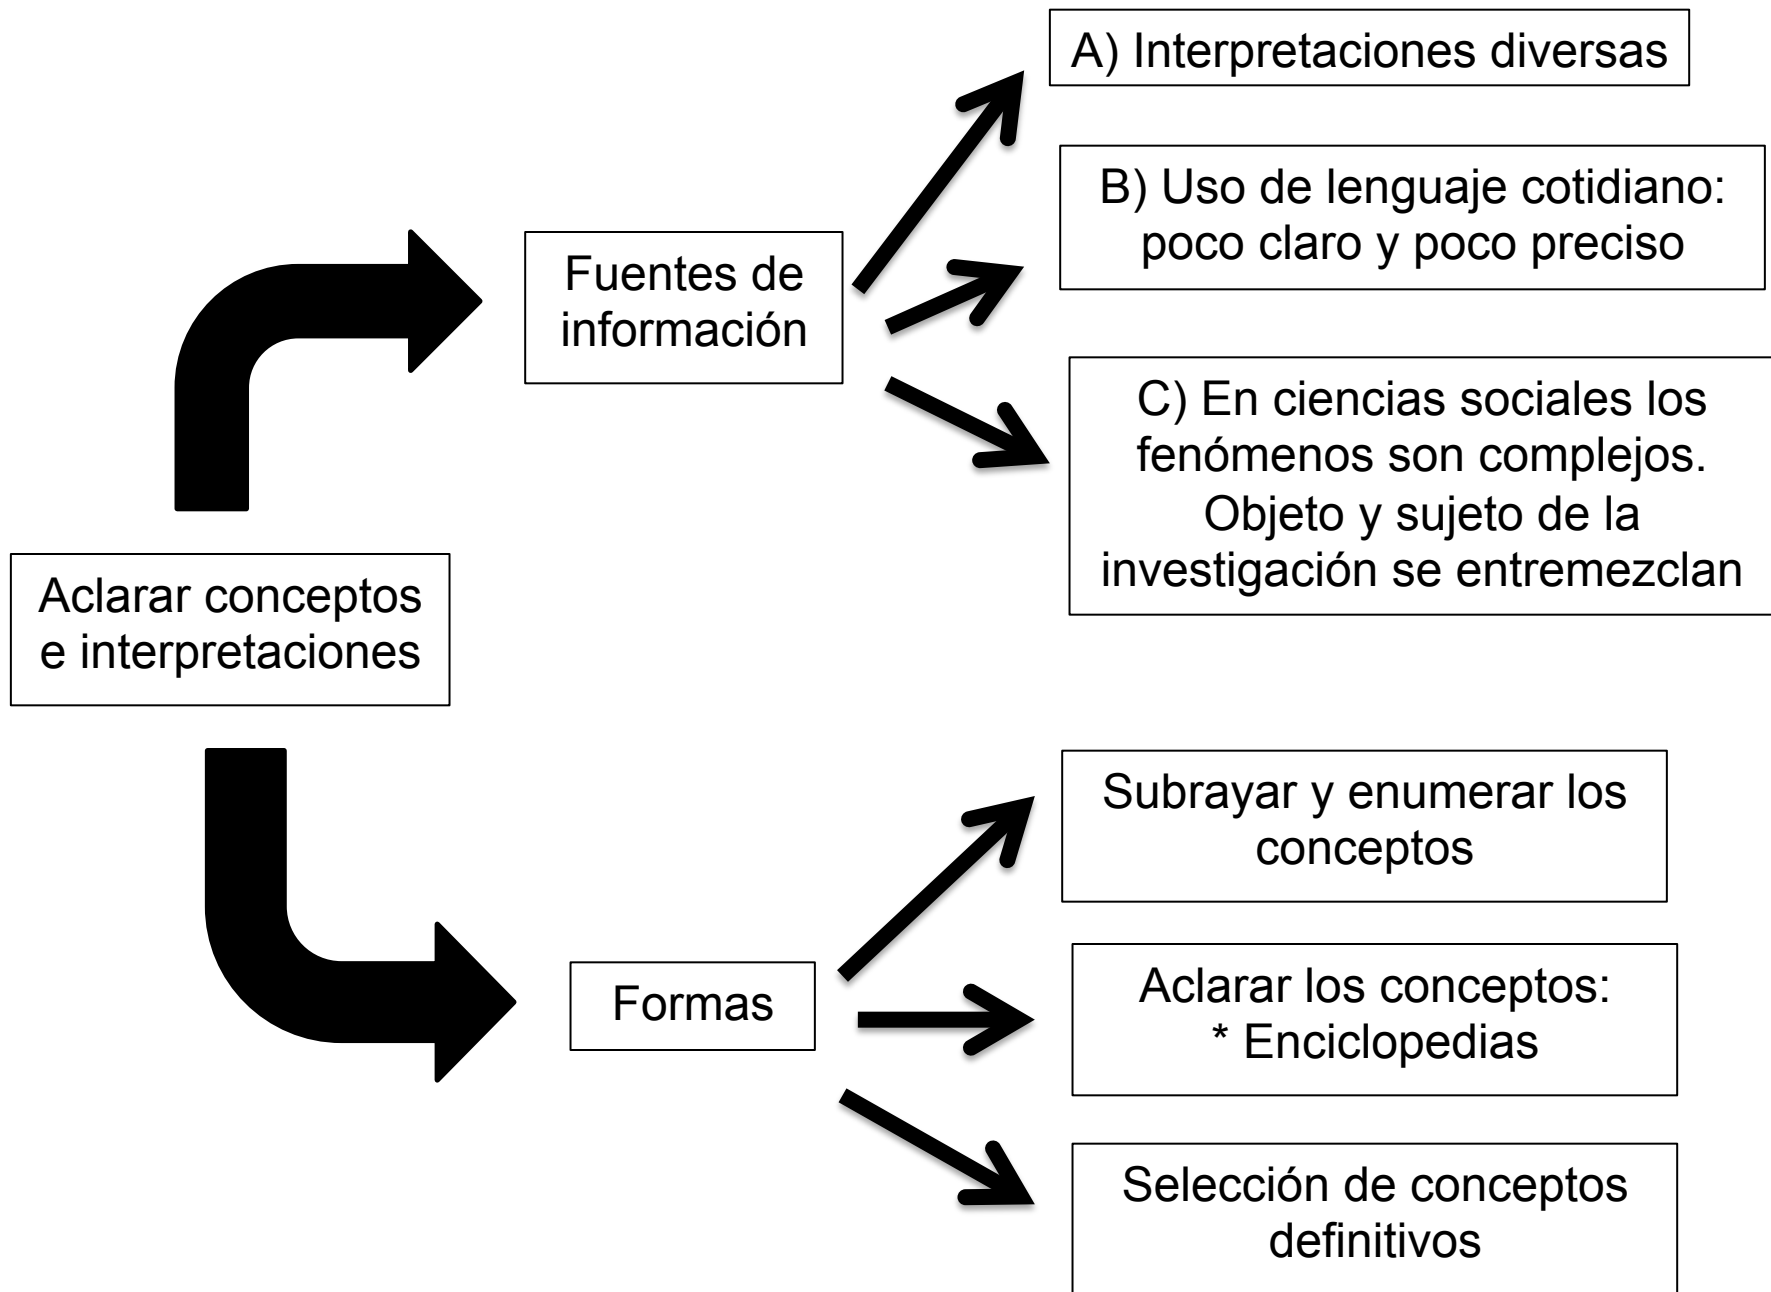 A) Interpretaciones diversas
B) Uso de lenguaje cotidiano:
poco claro y poco preciso
Fuentes de
información
C) En ciencias sociales los
fenómenos son complejos.
Objeto y sujeto de la
investigación se entremezclan
Aclarar conceptos
e interpretaciones
Subrayar y enumerar los
conceptos
Formas
Aclarar los conceptos:
* Enciclopedias
Selección de conceptos
definitivos